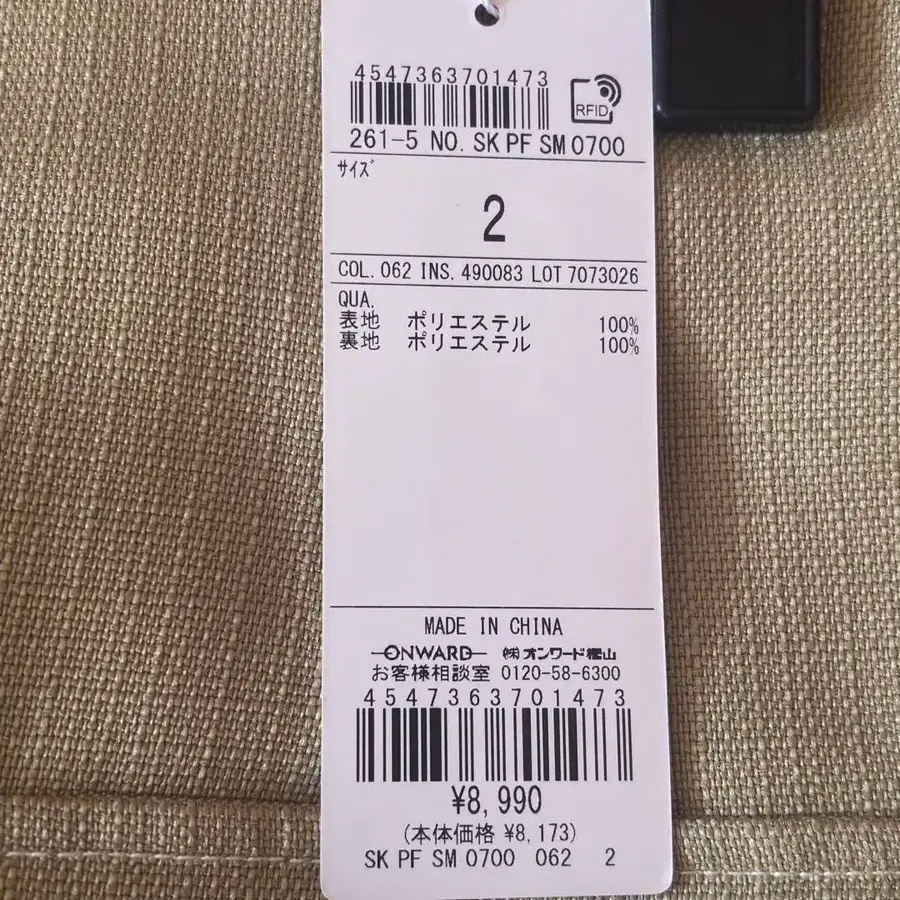 4547363701473
RFID
261-5 NO. SK PF SM 0700
ｻｲｽﾞ
2
COL. 062 INS. 490083 LOT 7073026
QUA.
表地 ポリエステル 100%
裏地 ポリエステル 100%
MADE IN CHINA
ONWARD ㈱オンワード樫山
お客様相談室 0120-58-6300
4547363701473
¥8,990
(本体価格 ¥8,173)
SK PF SM 0700 062 2